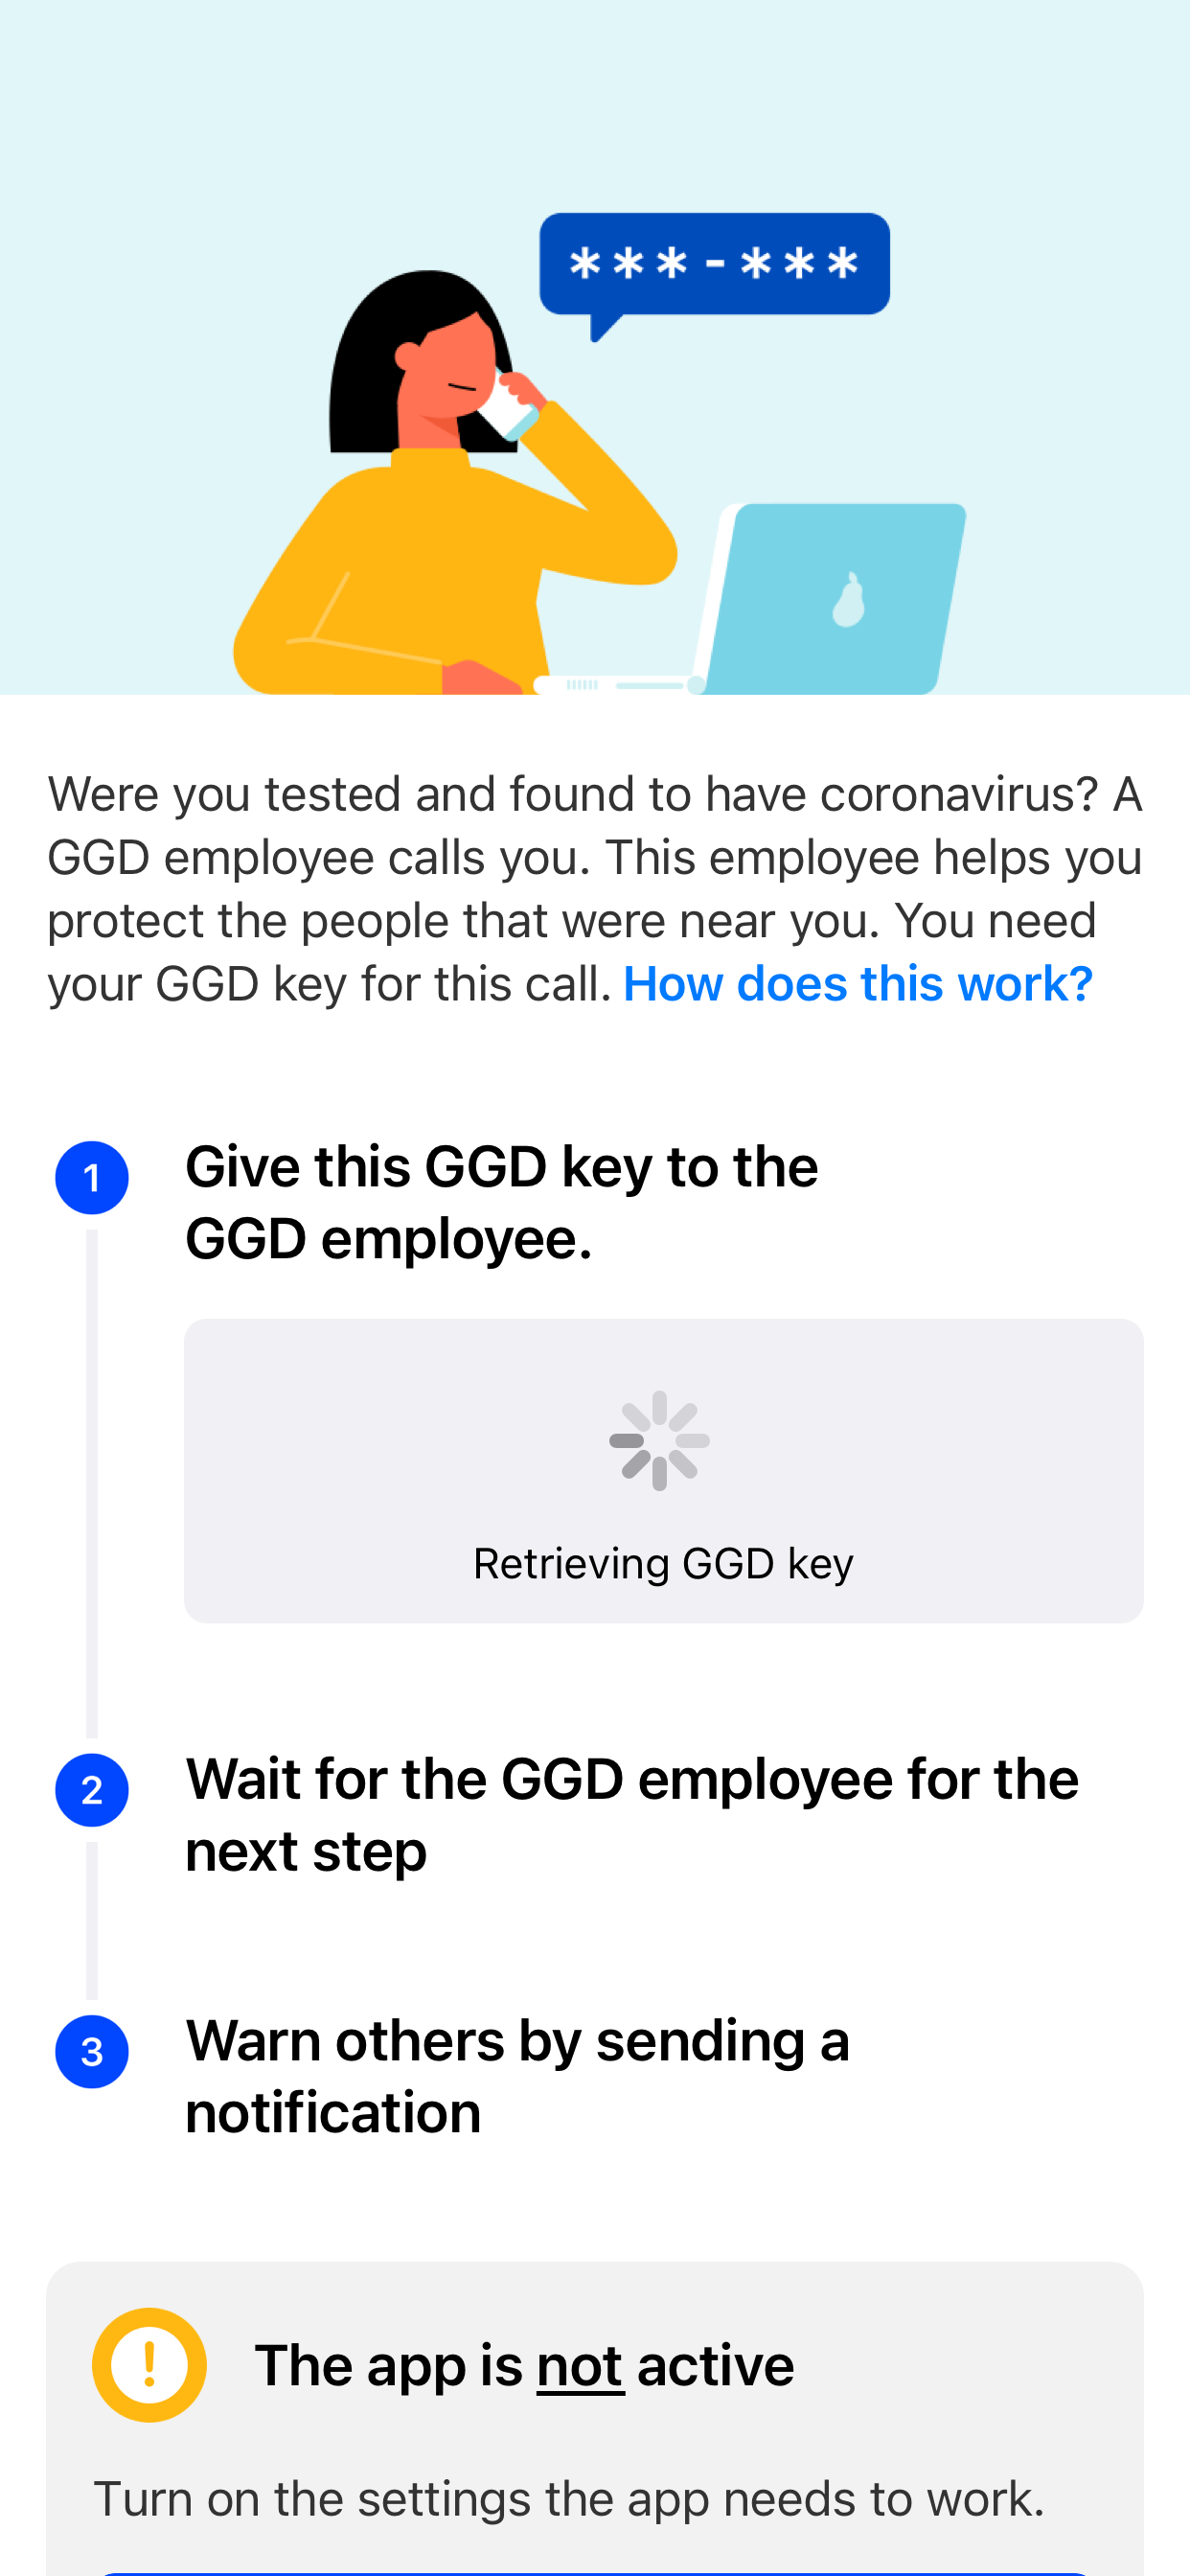 ***-***
Were you tested and found to have coronavirus? A
GGD employee calls you. This employee helps you
protect the people that were near you. You need
your GGD key for this call. How does this work?
1
Give this GGD key to the
GGD employee.
Retrieving GGD key
2
Wait for the GGD employee for the
next step
3
Warn others by sending a
notification
!
The app is not active
Turn on the settings the app needs to work.